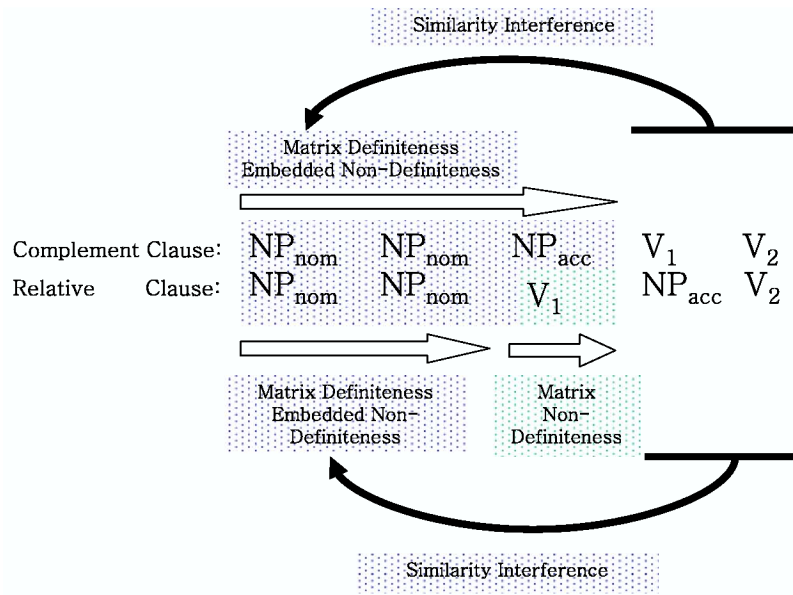 Similarity Interference
Matrix Definiteness
Embedded Non-Definiteness
Complement Clause: NPnom NPnom NPacc V1 V2
Relative Clause: NPnom NPnom V1 NPacc V2
Matrix Definiteness
Embedded Non-
Definiteness
Matrix
Non-
Definiteness
Similarity Interference